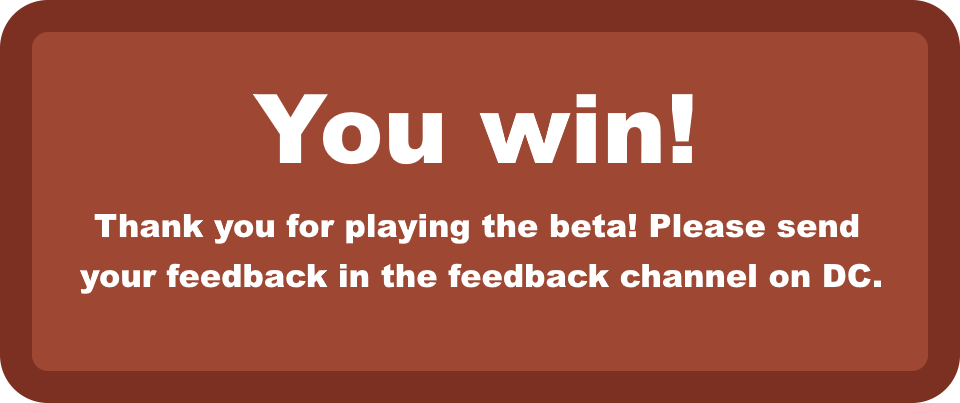 You win!
Thank you for playing the beta! Please send
your feedback in the feedback channel on DC.